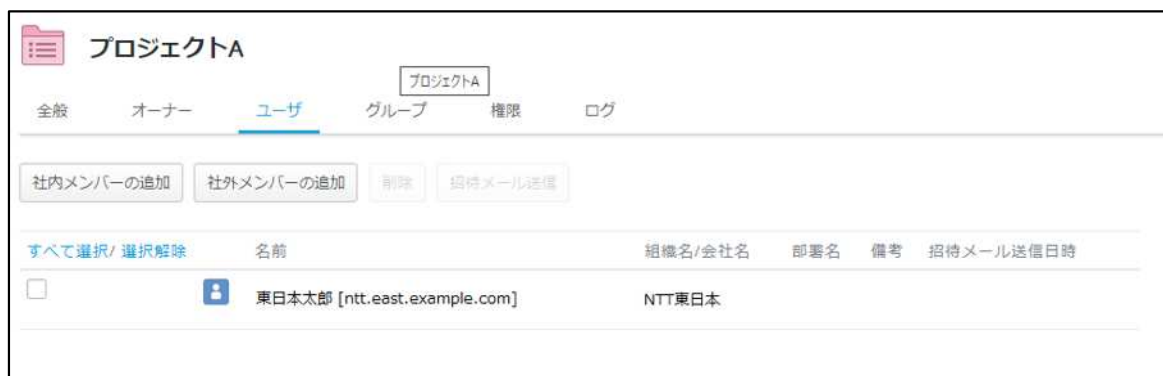 プロジェクトA
プロジェクトA
全般 オーナー ユーザ グループ 権限 ログ
社内メンバーの追加 社外メンバーの追加 削除 招待メール送信
すべて選択/ 選択解除 名前 組織名/会社名 部署名 備考 招待メール送信日時
東日本太郎 [ntt.east.example.com] NTT東日本